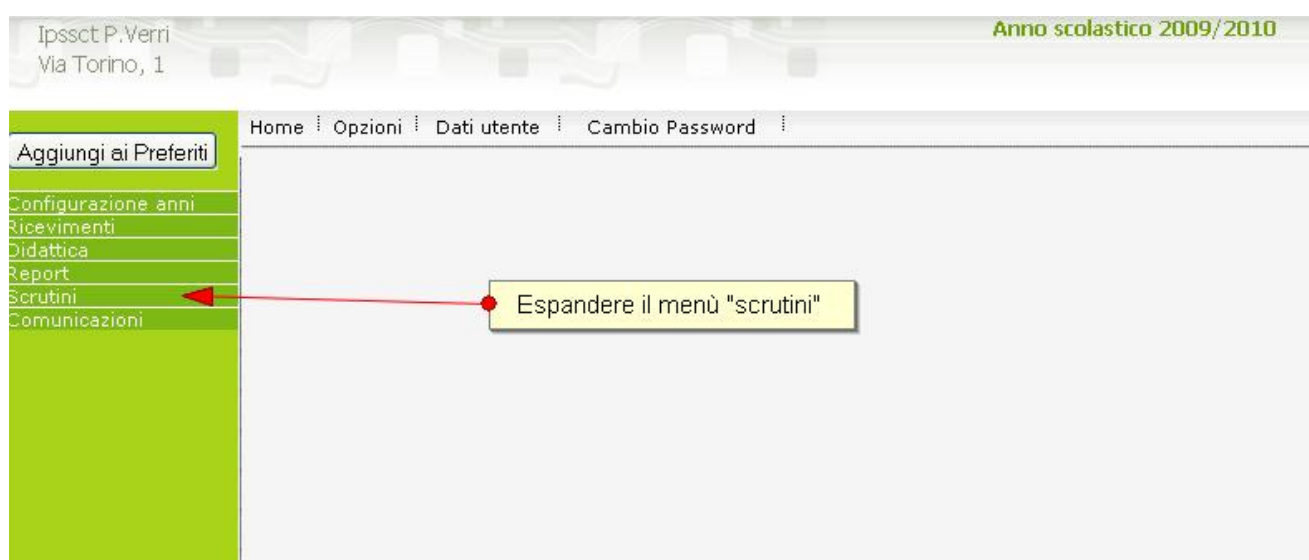 Ipssct P.Verri
Via Torino, 1
Anno scolastico 2009/2010
Home Opzioni Dati utente Cambio Password
Aggiungi ai Preferiti
Configurazione anni
Ricevimenti
Didattica
Report
Scrutini
Comunicazioni
Espandere il menù "scrutini"